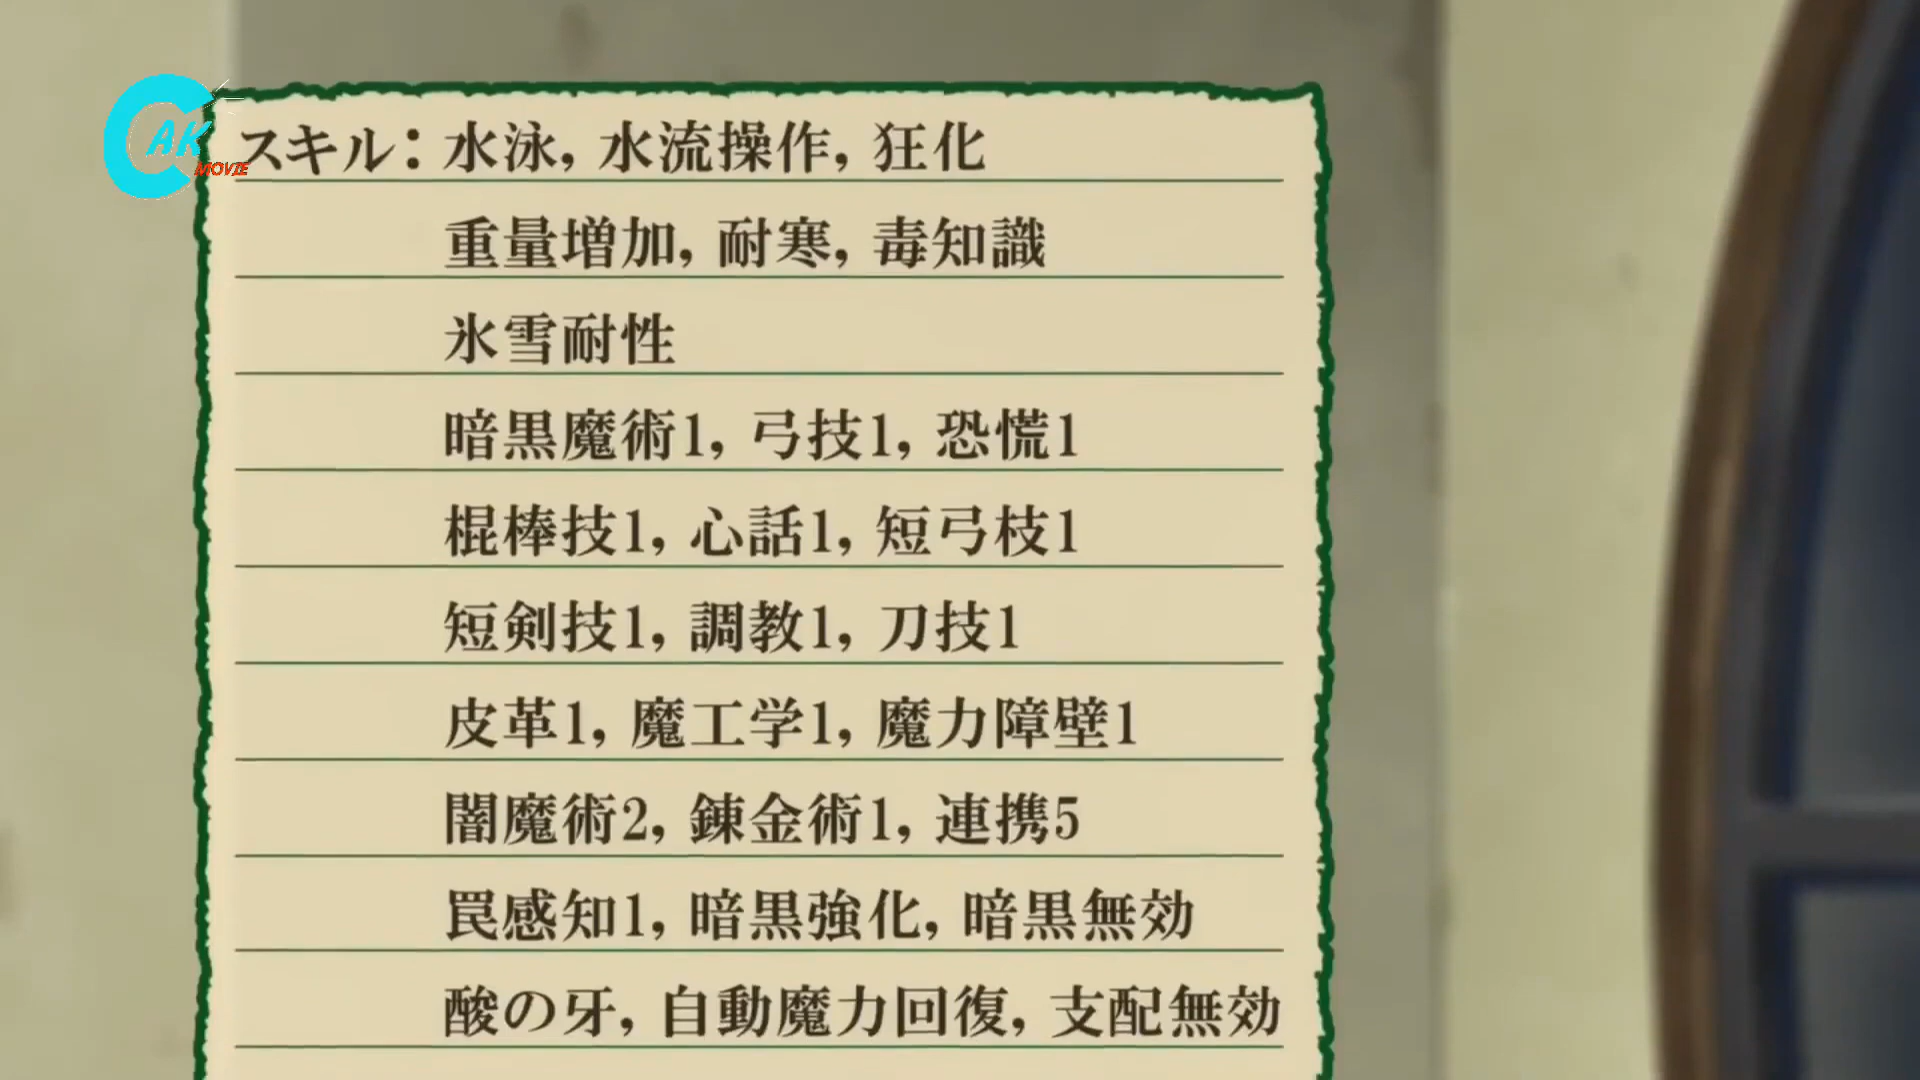 CAK
MOVIE
スキル：水泳，水流操作，狂化
重量増加，耐寒，毒知識
氷雪耐性
暗黒魔術1，弓技1，恐慌1
棍棒技1，心話1，短弓枝1
短剣技1，調教1，刀技1
皮革1，魔工学1，魔力障壁1
闇魔術2，錬金術1，連携5
罠感知1，暗黒強化，暗黒無効
酸の牙，自動魔力回復，支配無効